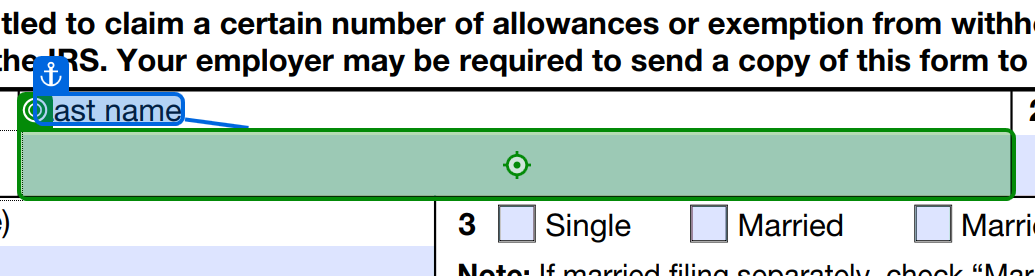 tled to claim a certain number of allowances or exemption from withh
the IRS. Your employer may be required to send a copy of this form to
ast name 2
e)
3 Single Married Marri
Note: If married filing separately, check “Mar